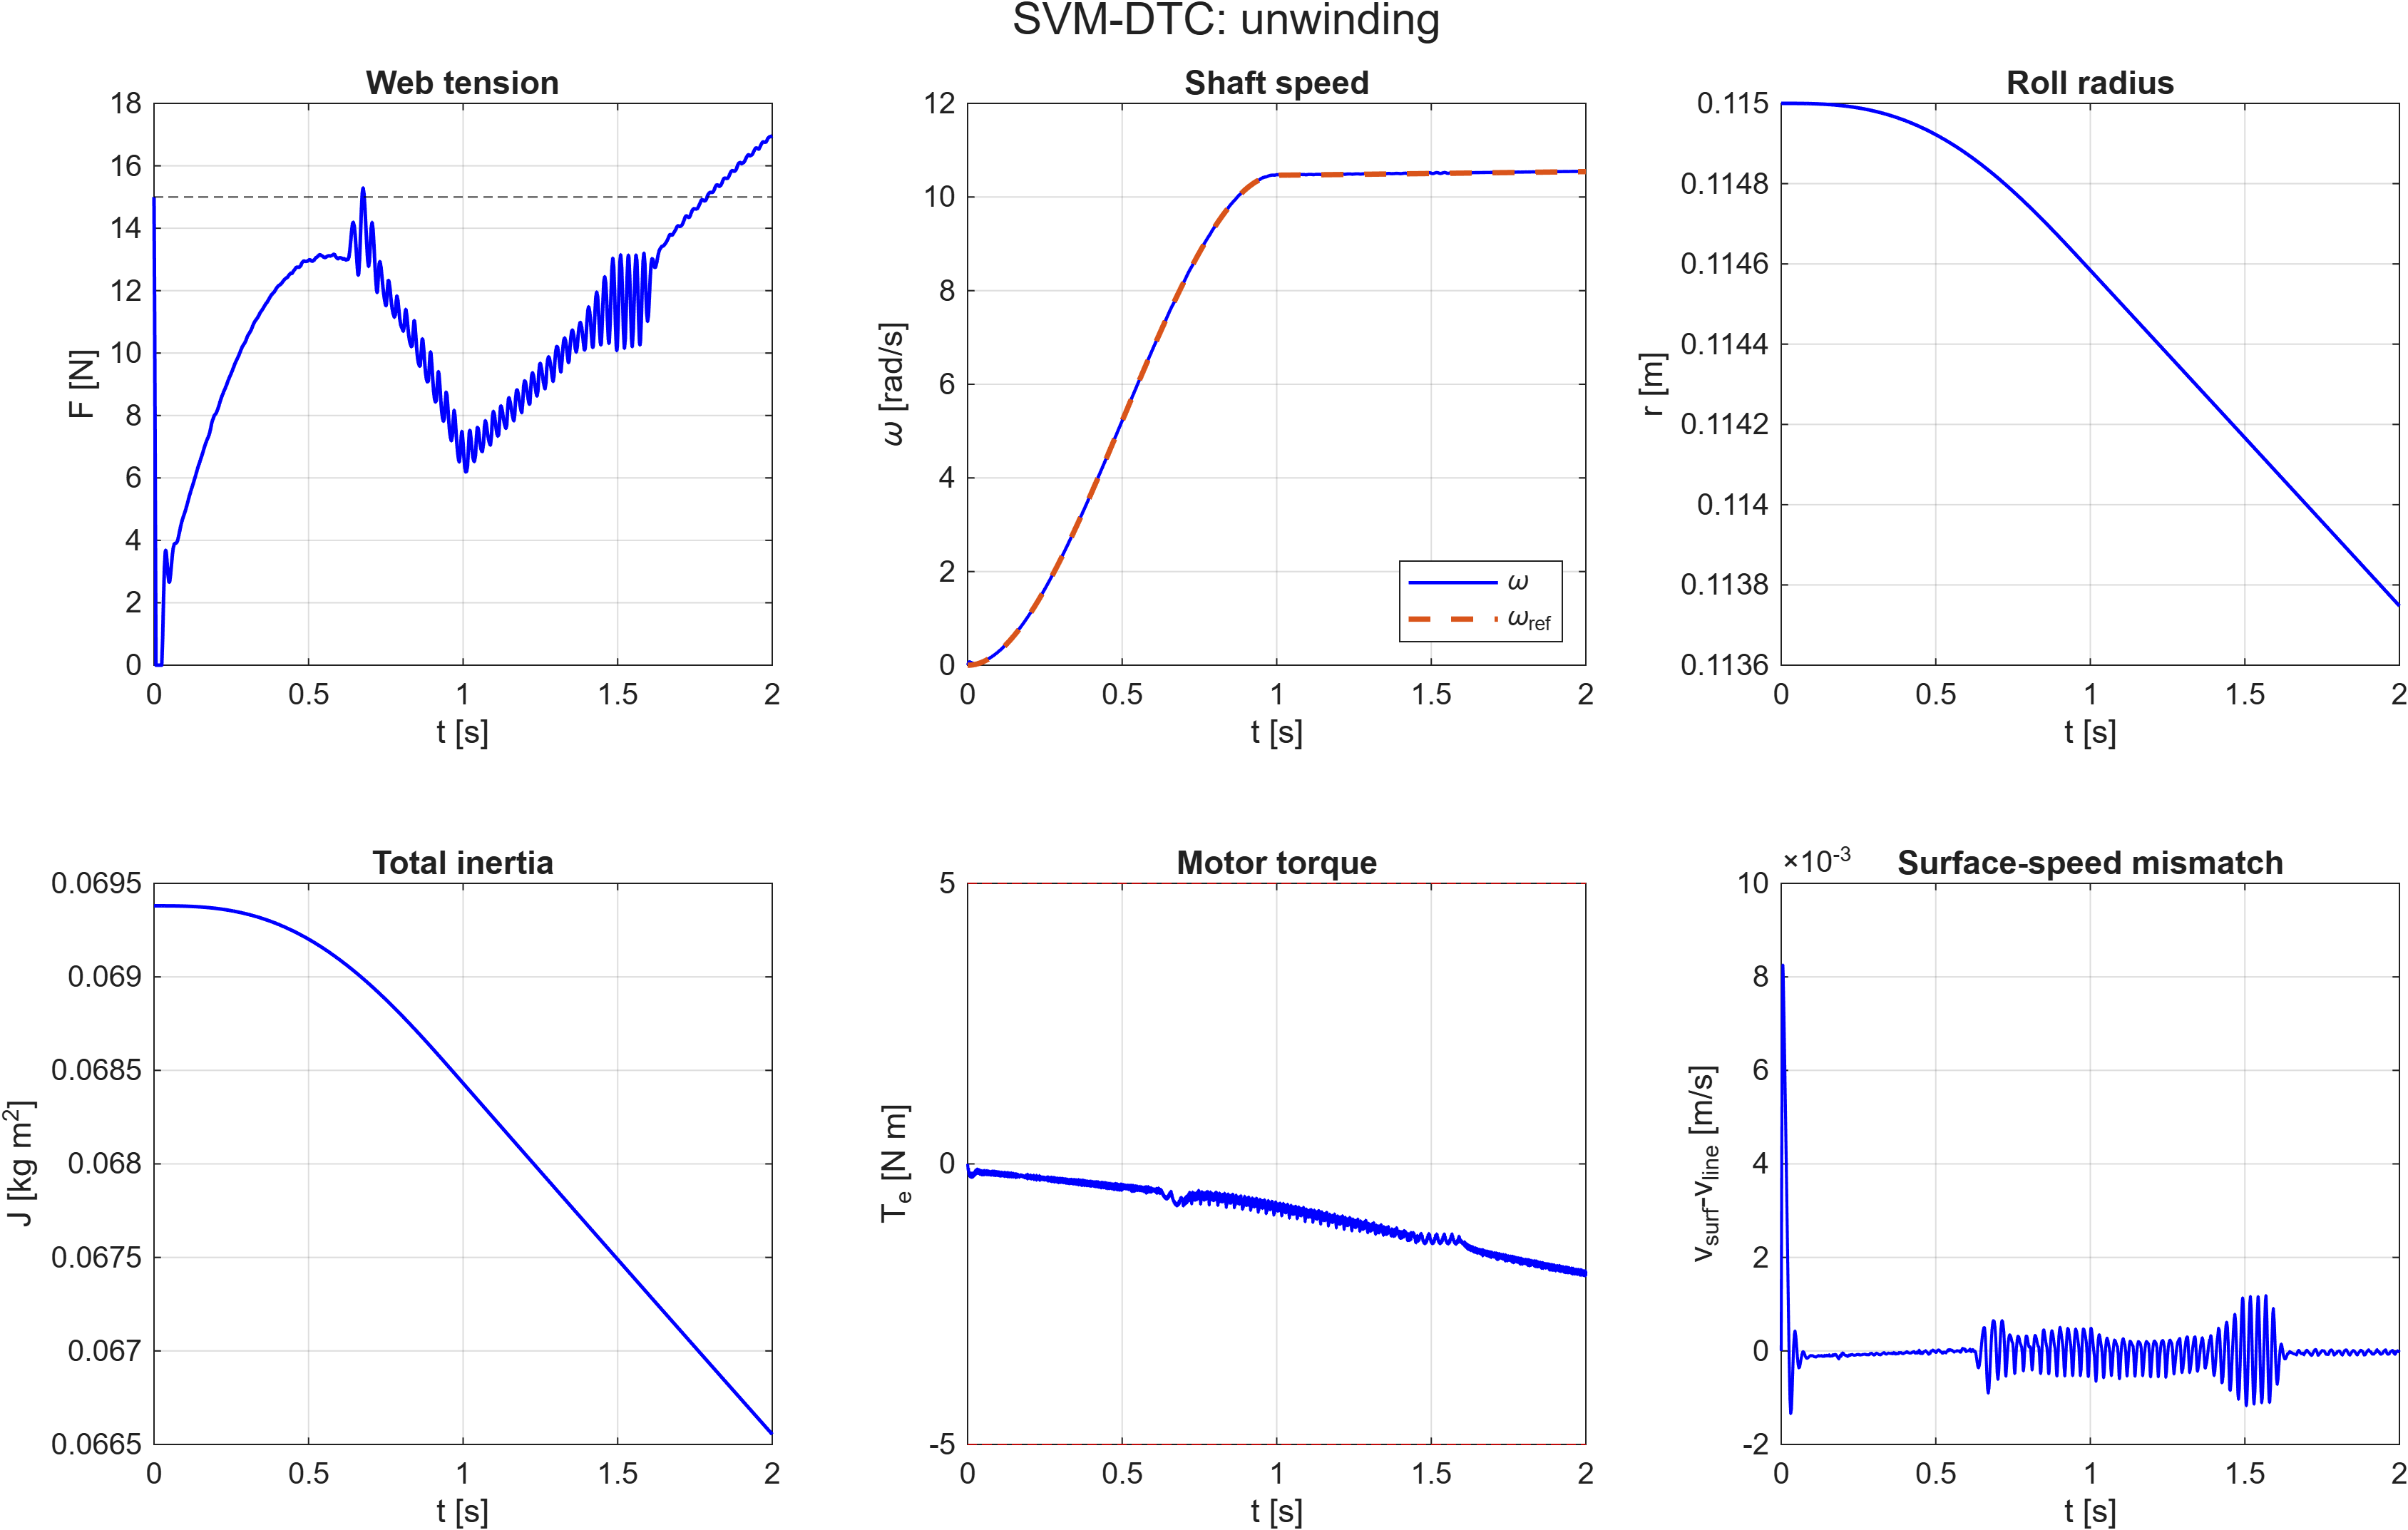 SVM-DTC: unwinding
Web tension
18
16
14
12
10
8
6
4
2
0
F [N]
0 0.5 1 1.5 2
t [s]
Shaft speed
12
10
8
6
4
2
0
ω [rad/s]
ω
ω_ref
0 0.5 1 1.5 2
t [s]
Roll radius
0.115
0.1148
0.1146
0.1144
0.1142
0.114
0.1138
0.1136
r [m]
0 0.5 1 1.5 2
t [s]
Total inertia
0.0695
0.069
0.0685
0.068
0.0675
0.067
0.0665
J [kg m²]
0 0.5 1 1.5 2
t [s]
Motor torque
5
0
-5
T_e [N m]
0 0.5 1 1.5 2
t [s]
×10⁻³
Surface-speed mismatch
10
8
6
4
2
0
-2
v_surf-v_line [m/s]
0 0.5 1 1.5 2
t [s]